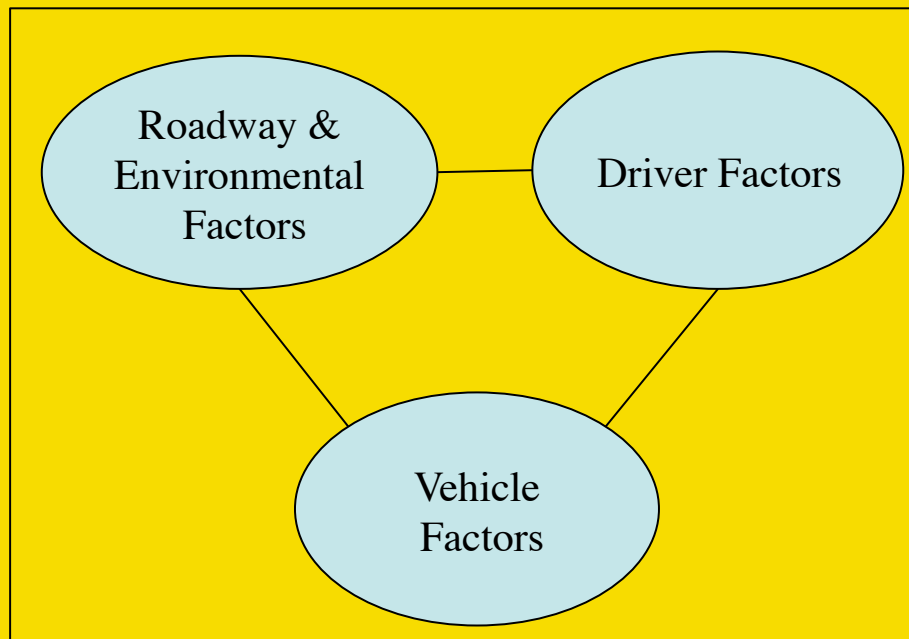 Roadway &
Environmental
Factors
Driver Factors
Vehicle
Factors